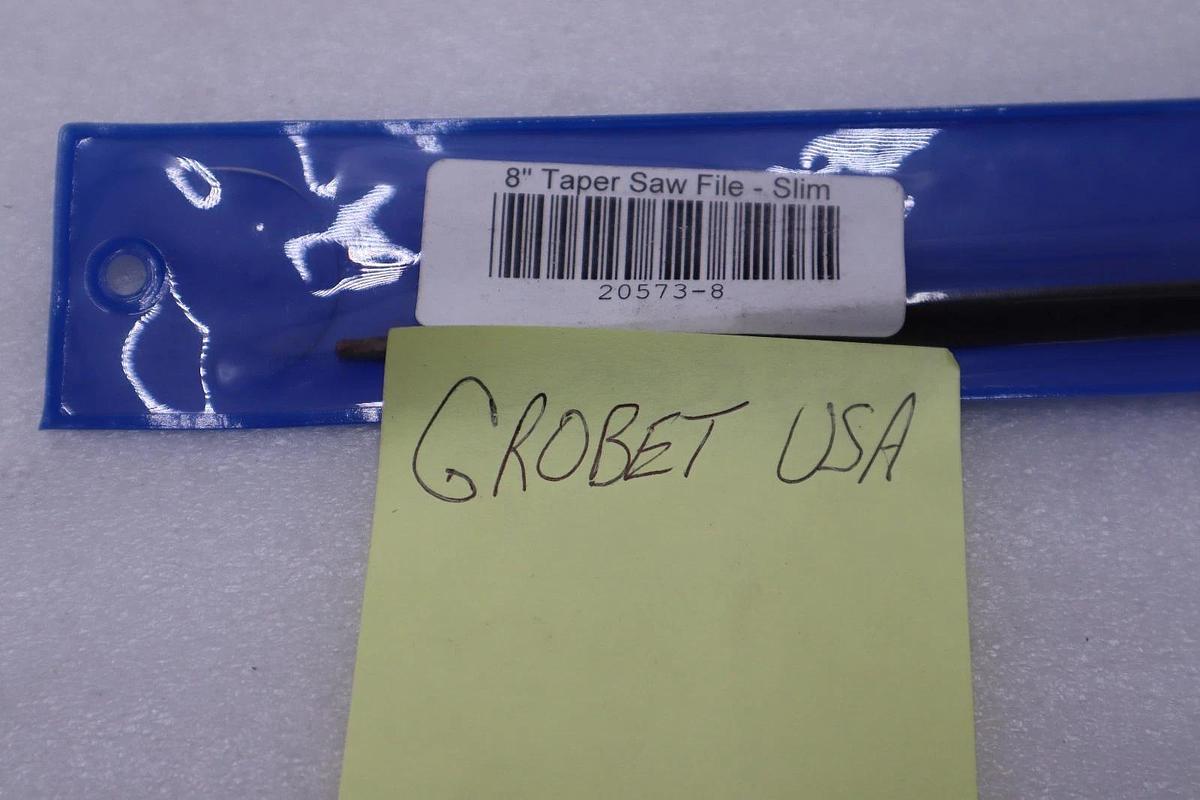 8" Taper Saw File - Slim
20573-8
GROBET USA